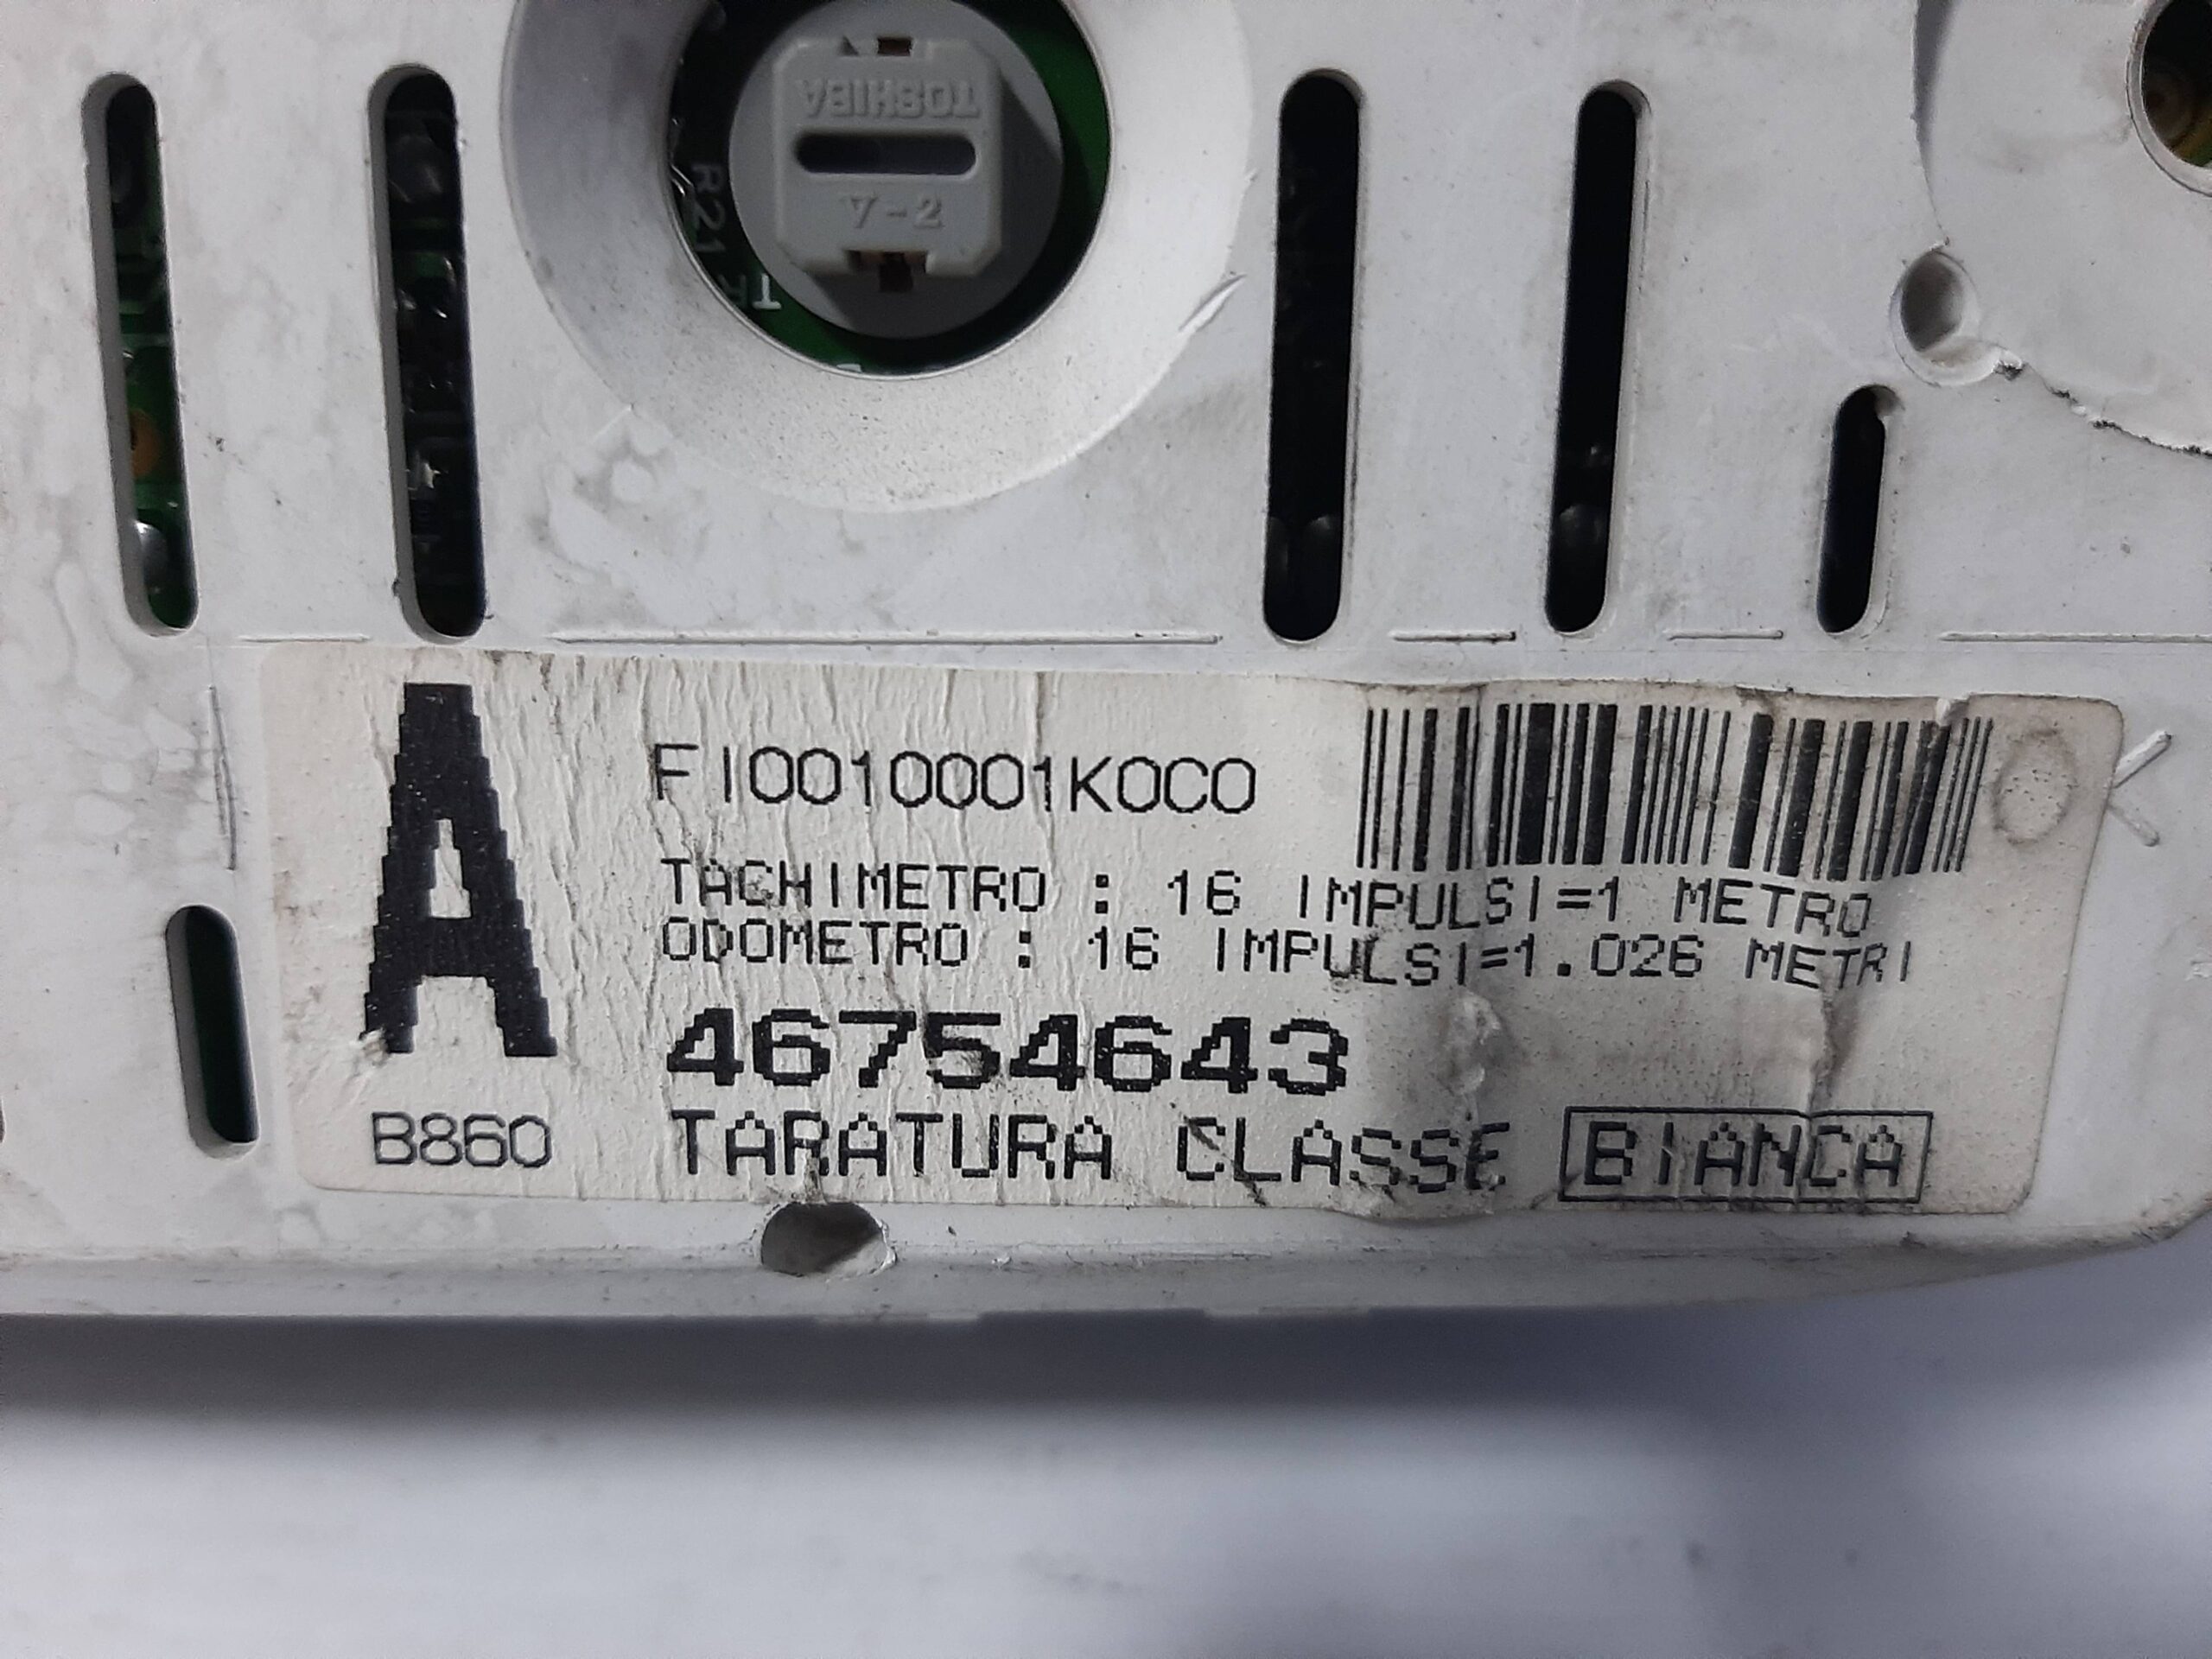 TOSHIBA
V-2
R21
A
FI0010001K0C0
TACHIMETRO : 16 IMPULSI=1 METRO
ODOMETRO : 16 IMPULSI=1.026 METRI
46754643
B860
TARATURA CLASSE BIANCA